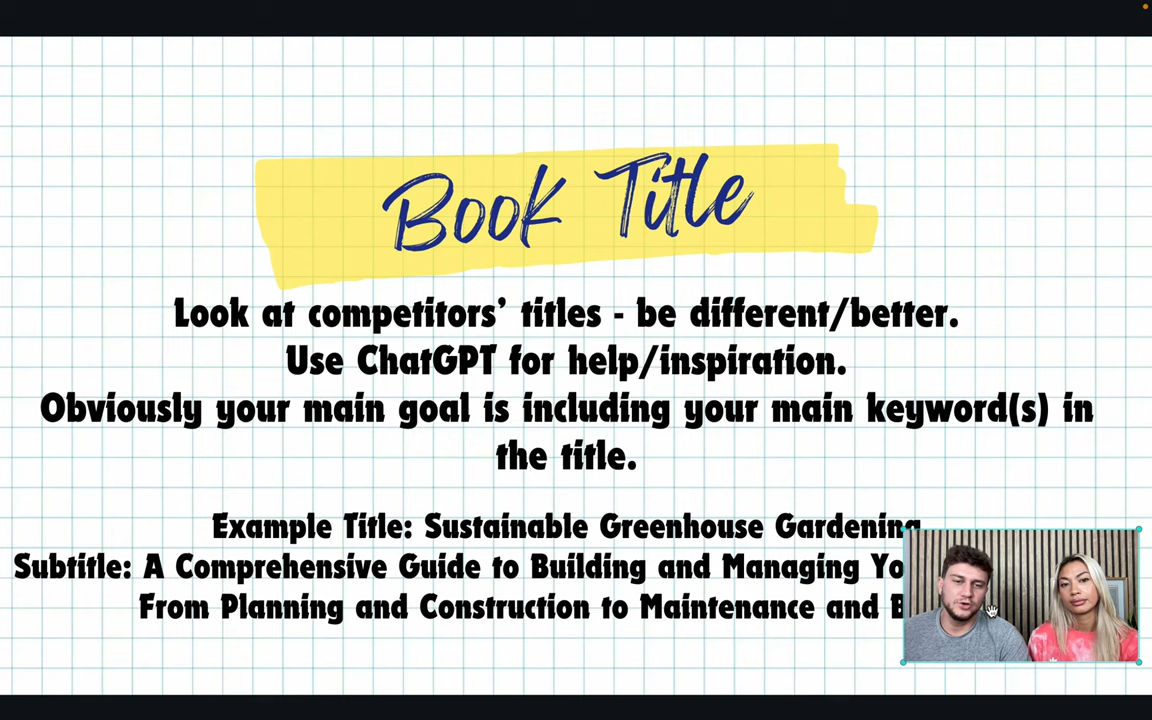 Book Title
Look at competitors' titles - be different/better.
Use ChatGPT for help/inspiration.
Obviously your main goal is including your main keyword(s) in
the title.
Example Title: Sustainable Greenhouse Gardening
Subtitle: A Comprehensive Guide to Building and Managing
From Planning and Construction to Maintenance and